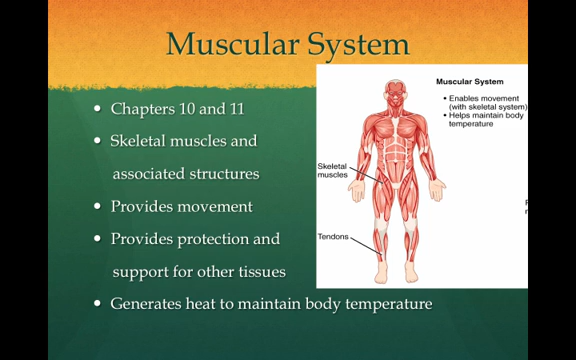 Muscular System
• Chapters 10 and 11
• Skeletal muscles and
associated structures
• Provides movement
• Provides protection and
support for other tissues
• Generates heat to maintain body temperature
Muscular System
• Enables movement
(with skeletal system)
• Helps maintain body
temperature
Skeletal
muscles
Tendons